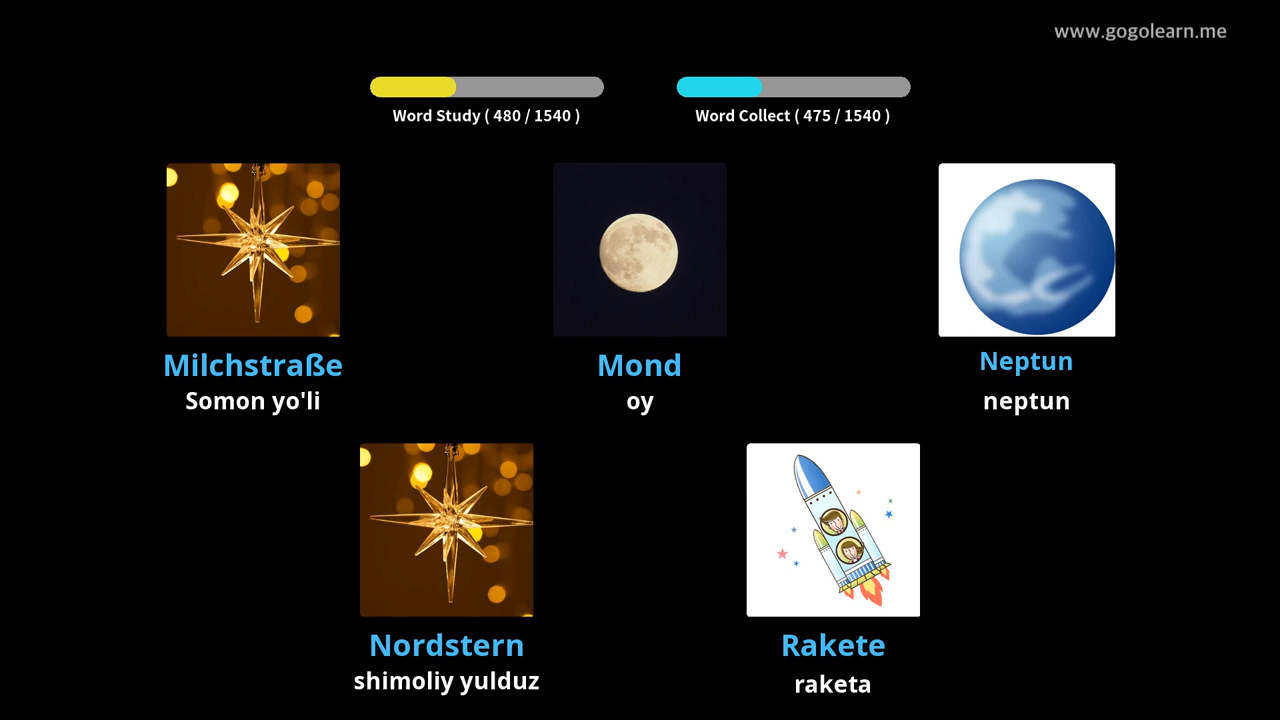 www.gogolearn.me
Word Study ( 480 / 1540 )
Word Collect ( 475 / 1540 )
Milchstraße
Somon yo'li
Mond
oy
Neptun
neptun
Nordstern
shimoliy yulduz
Rakete
raketa